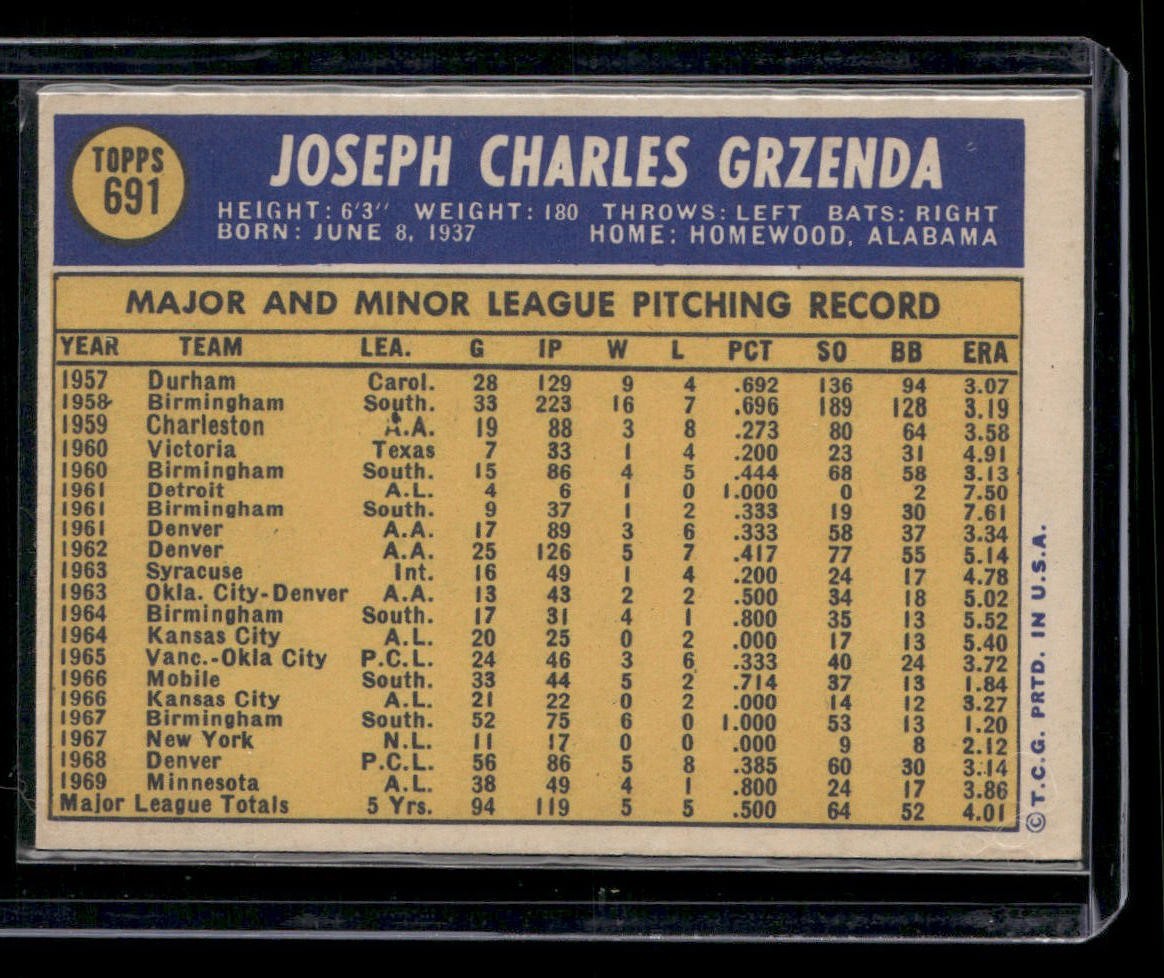 TOPPS
691
JOSEPH CHARLES GRZENDA
HEIGHT: 6'3" WEIGHT: 180 THROWS: LEFT BATS: RIGHT
BORN: JUNE 8, 1937 HOME: HOMEWOOD, ALABAMA
MAJOR AND MINOR LEAGUE PITCHING RECORD
YEAR TEAM LEA. G IP W L PCT SO BB ERA
1957 Durham Carol. 28 129 9 4 .692 136 94 3.07
1958 Birmingham South. 33 223 16 7 .696 189 128 3.19
1959 Charleston A.A. 19 88 3 8 .273 80 64 3.58
1960 Victoria Texas 7 33 1 4 .200 23 31 4.91
1960 Birmingham South. 15 86 4 5 .444 68 58 3.13
1961 Detroit A.L. 4 6 1 0 1.000 0 2 7.50
1961 Birmingham South. 9 37 1 2 .333 19 30 7.61
1961 Denver A.A. 17 89 3 6 .333 58 37 3.34
1962 Denver A.A. 25 126 5 7 .417 77 55 5.14
1963 Syracuse Int. 16 49 1 4 .200 24 17 4.78
1963 Okla. City-Denver A.A. 13 43 2 2 .500 34 18 5.02
1964 Birmingham South. 17 31 4 1 .800 35 13 5.52
1964 Kansas City A.L. 20 25 0 2 .000 17 13 5.40
1965 Vanc.-Okla City P.C.L. 24 46 3 6 .333 40 24 3.72
1966 Mobile South. 33 44 5 2 .714 37 13 1.84
1966 Kansas City A.L. 21 22 0 2 .000 14 12 3.27
1967 Birmingham South. 52 75 6 0 1.000 53 13 1.20
1967 New York N.L. 11 17 0 0 .000 9 8 2.12
1968 Denver P.C.L. 56 86 5 8 .385 60 30 3.14
1969 Minnesota A.L. 38 49 4 1 .800 24 17 3.86
Major League Totals 5 Yrs. 94 119 5 5 .500 64 52 4.01
© T.C.G. PRTD. IN U.S.A.